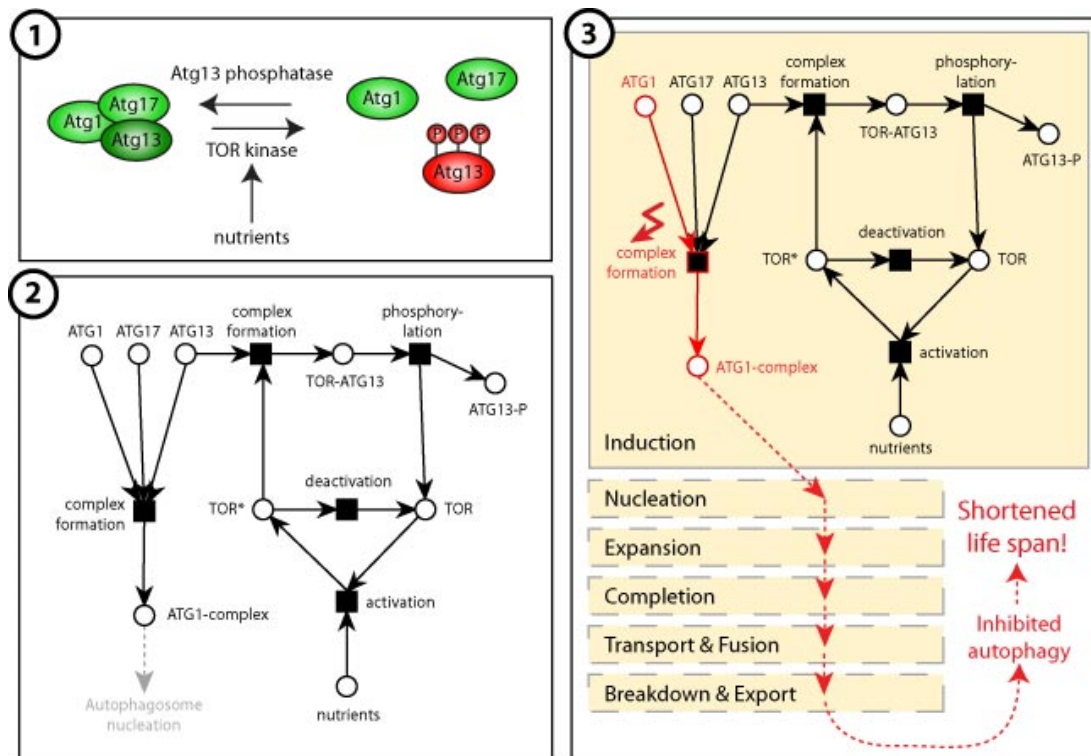 1
Atg13 phosphatase
Atg17
Atg1
Atg13
TOR kinase
nutrients
Atg1
Atg17
P P P
Atg13
2
ATG1 ATG17 ATG13
complex
formation
phosphory-
lation
TOR-ATG13
ATG13-P
complex
formation
TOR*
deactivation
TOR
activation
ATG1-complex
Autophagosome
nucleation
nutrients
3
ATG1 ATG17 ATG13
complex
formation
phosphory-
lation
TOR-ATG13
ATG13-P
complex
formation
TOR*
deactivation
TOR
activation
ATG1-complex
nutrients
Induction
Nucleation
Expansion
Completion
Transport & Fusion
Breakdown & Export
Shortened
life span!
Inhibited
autophagy